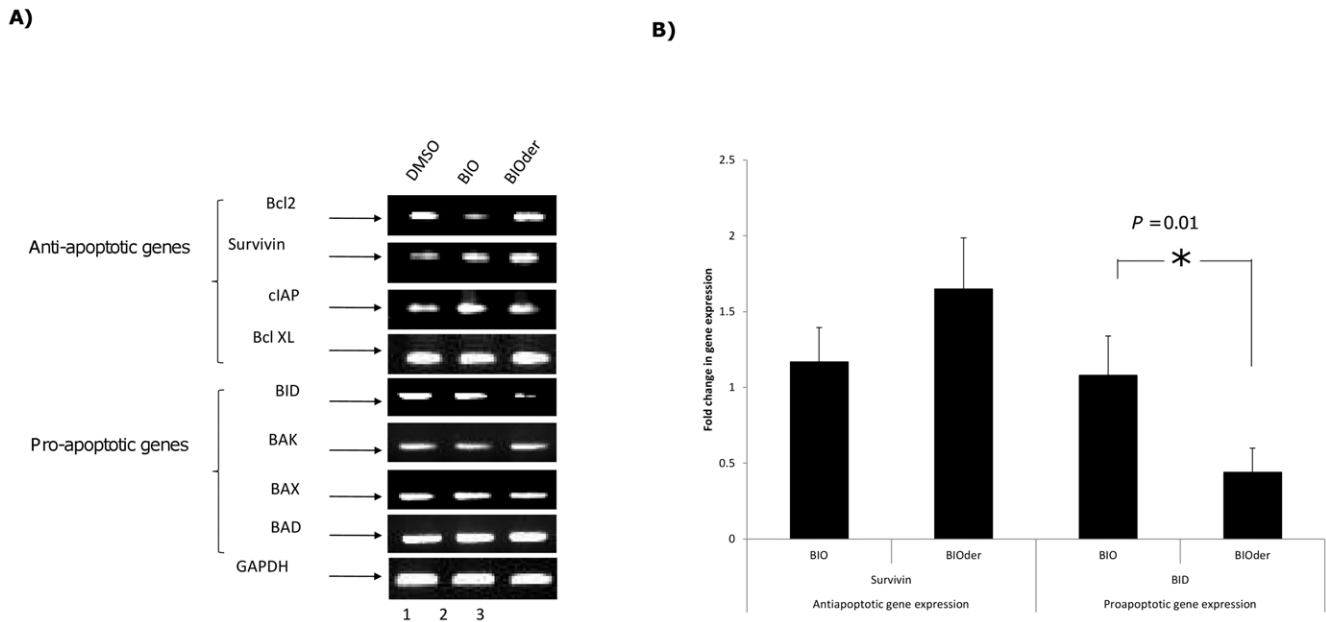 A)
DMSO BIO BIOder
Bcl2
Anti-apoptotic genes
Survivin
cIAP
Bcl XL
BID
Pro-apoptotic genes
BAK
BAX
BAD
GAPDH
1 2 3
B)
Fold change in gene expression
2.5
2
1.5
1
0.5
0
P = 0.01
*
BIO BIOder BIO BIOder
Survivin BID
Antiapoptotic gene expression Proapoptotic gene expression